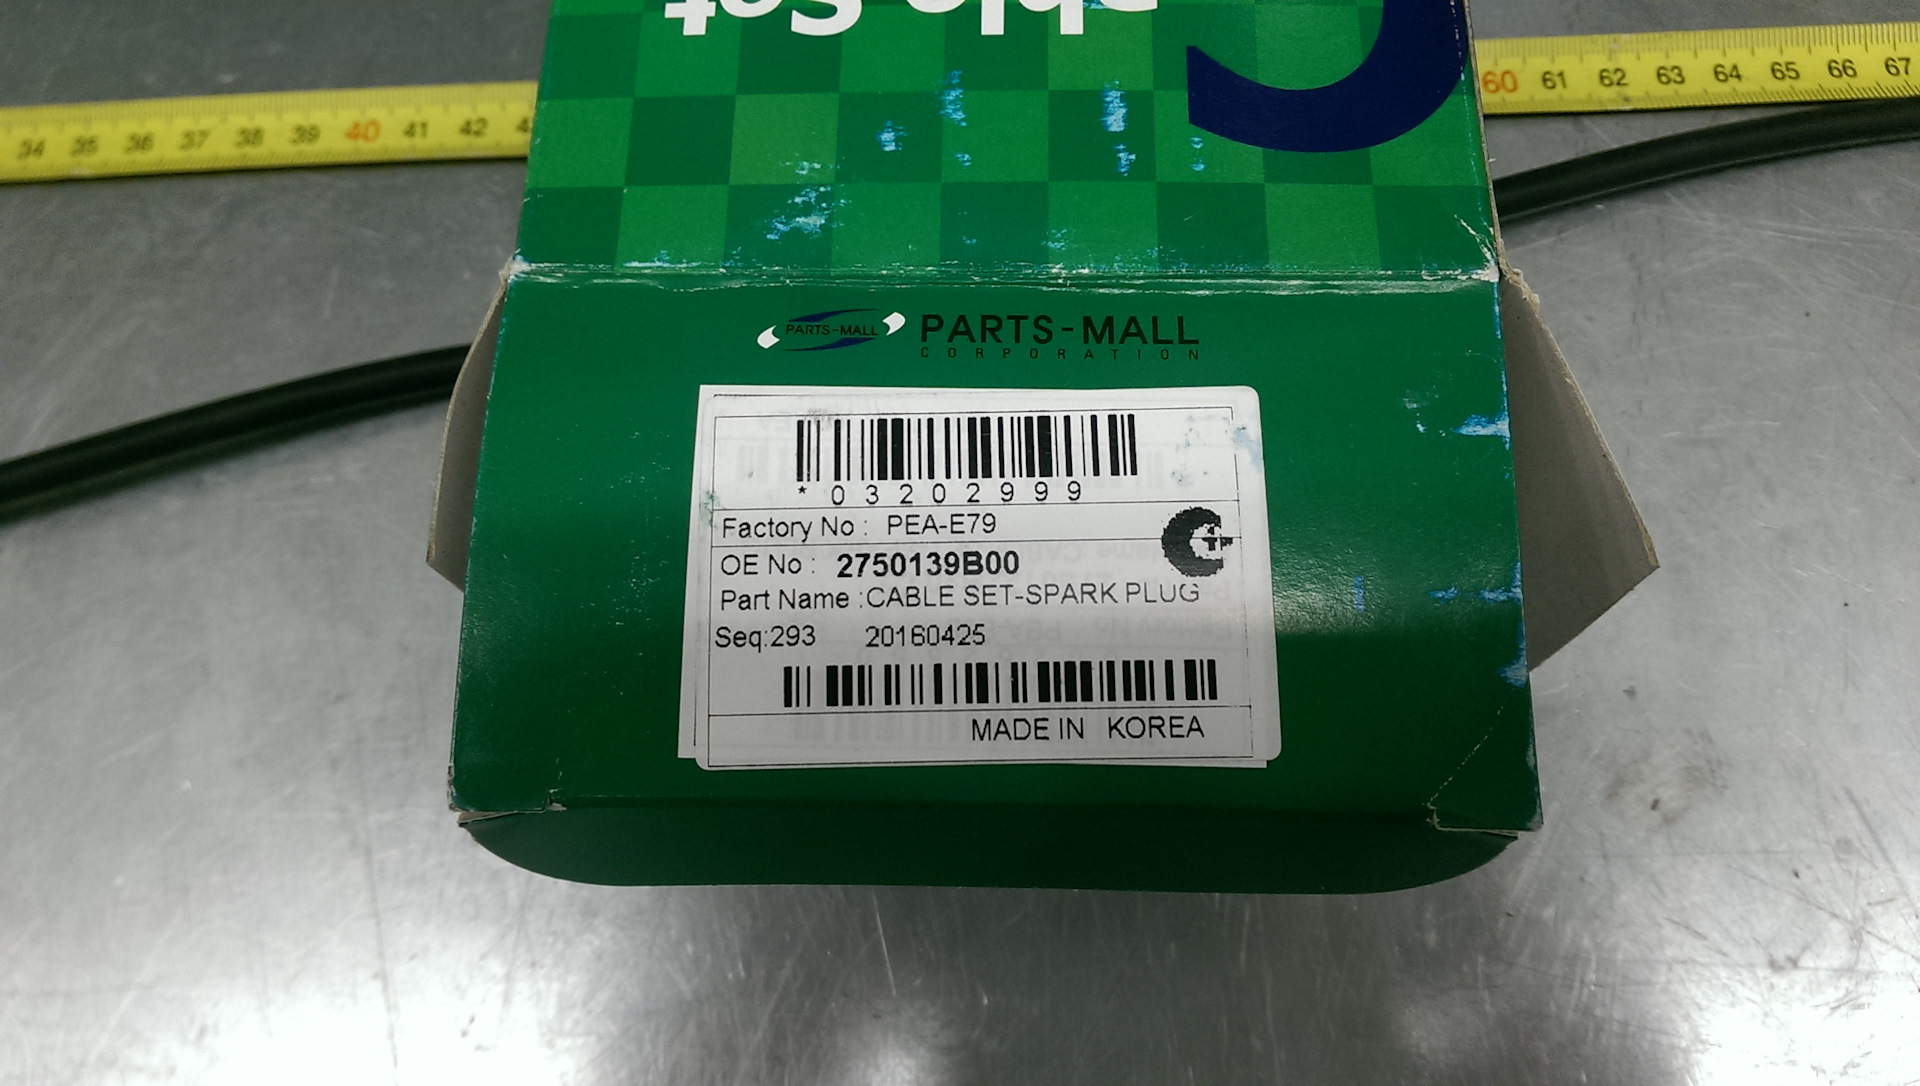 34 35 36 37 38 39 40 41 42
60 61 62 63 64 65 66 67
Set
PARTS-MALL
PARTS-MALL
CORPORATION
*03202999
Factory No : PEA-E79
OE No : 2750139B00
Part Name :CABLE SET-SPARK PLUG
Seq:293 20160425
MADE IN KOREA